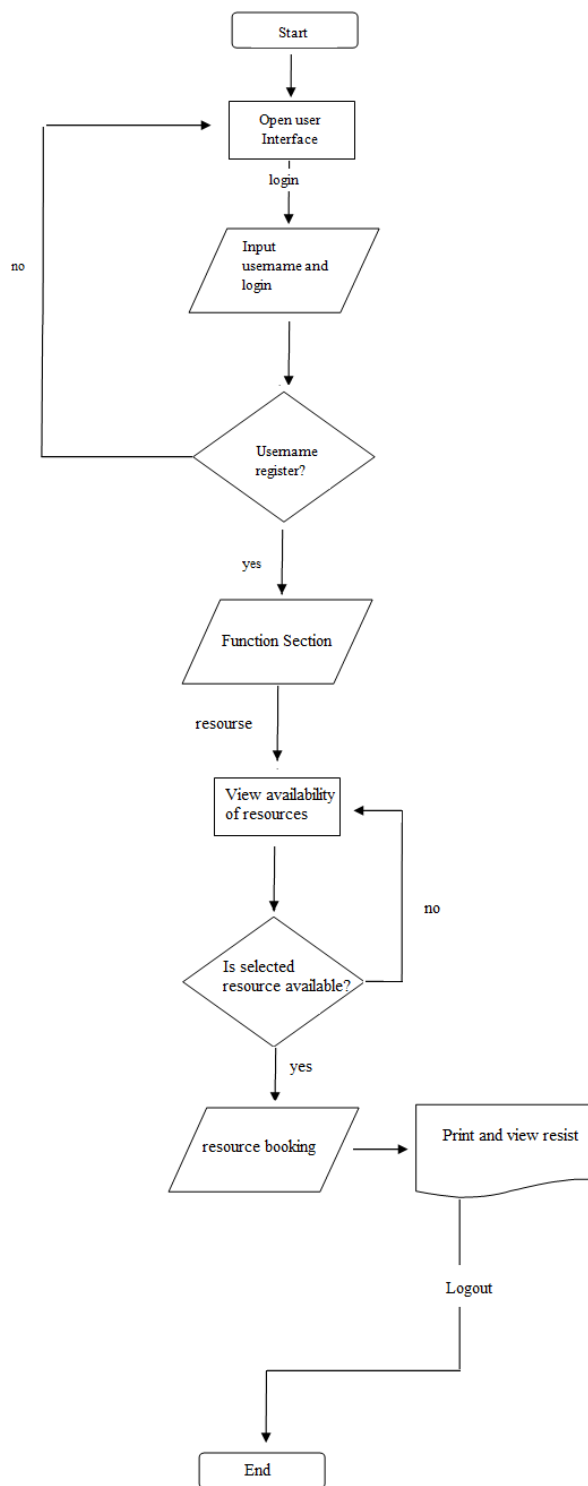 Start
Open user
Interface
login
Input
username and
login
no
Username
register?
yes
Function Section
resourse
View availability
of resources
no
Is selected
resource available?
yes
resource booking
Print and view resist
Logout
End